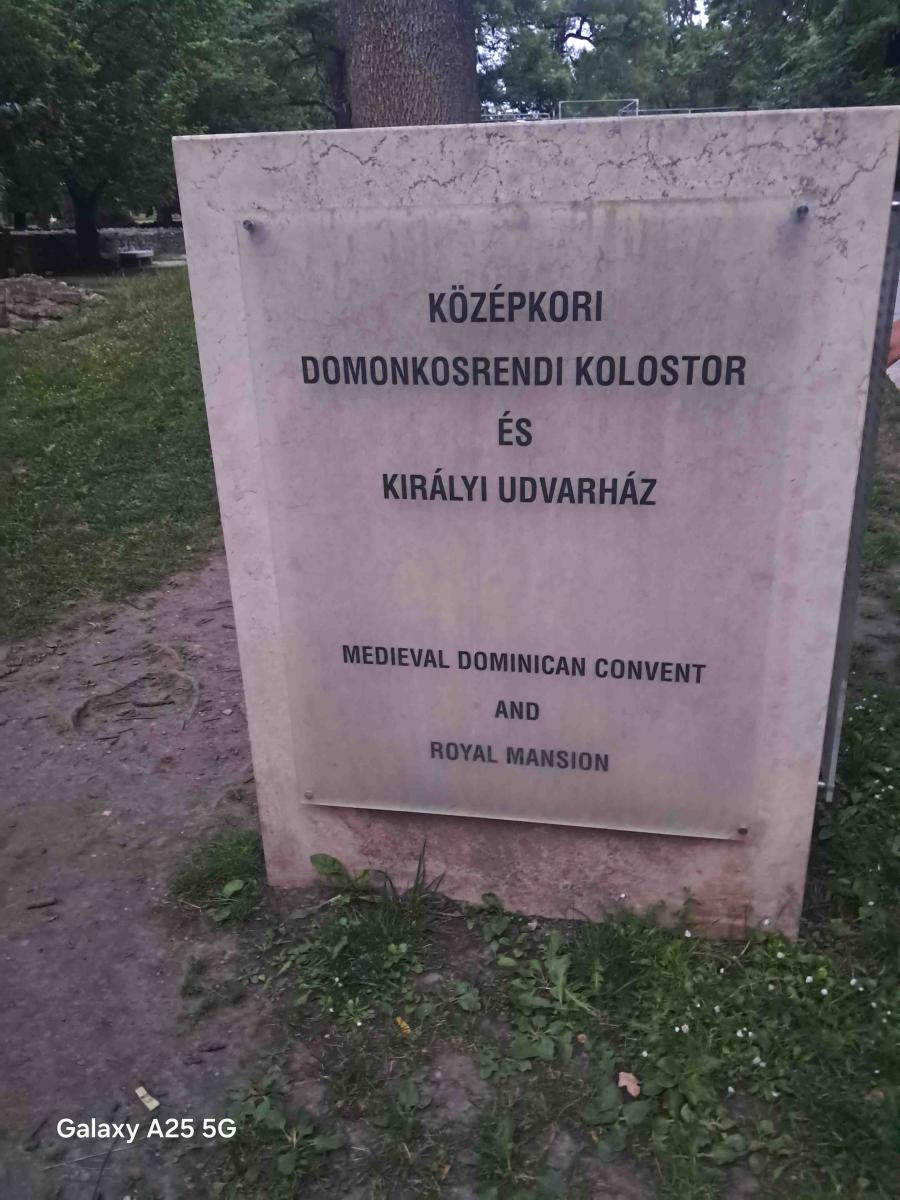 KÖZÉPKORI
DOMONKOSRENDI KOLOSTOR
ÉS
KIRÁLYI UDVARHÁZ
MEDIEVAL DOMINICAN CONVENT
AND
ROYAL MANSION
Galaxy A25 5G